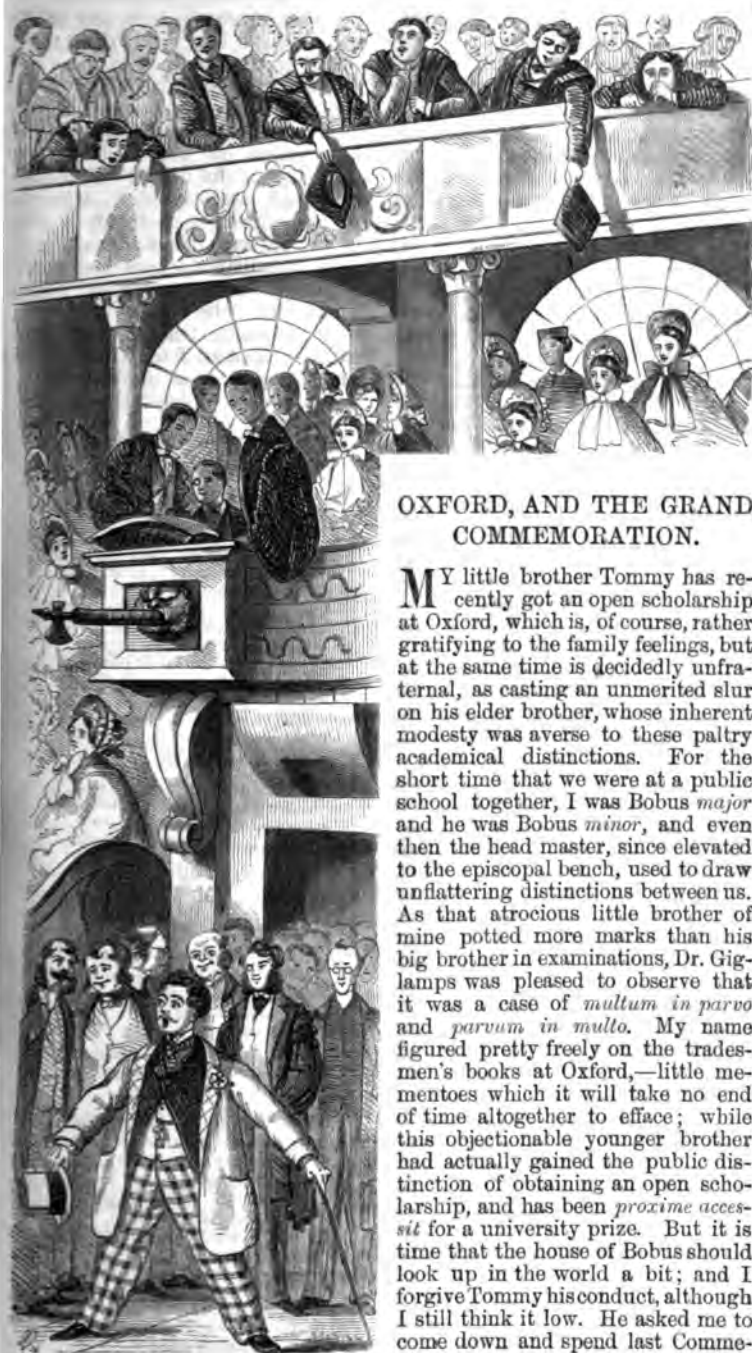 OXFORD, AND THE GRAND
COMMEMORATION.
MY little brother Tommy has re-
cently got an open scholarship
at Oxford, which is, of course, rather
gratifying to the family feelings, but
at the same time is decidedly unfra-
ternal, as casting an unmerited slur
on his elder brother, whose inherent
modesty was averse to these paltry
academical distinctions. For the
short time that we were at a public
school together, I was Bobus major
and he was Bobus minor, and even
then the head master, since elevated
to the episcopal bench, used to draw
unflattering distinctions between us.
As that atrocious little brother of
mine potted more marks than his
big brother in examinations, Dr. Gig-
lamps was pleased to observe that
it was a case of multum in parvo
and parvum in multo. My name
figured pretty freely on the trades-
men's books at Oxford,—little me-
mentoes which it will take no end
of time altogether to efface; while
this objectionable younger brother
had actually gained the public dis-
tinction of obtaining an open scho-
larship, and has been proxime acces-
sit for a university prize. But it is
time that the house of Bobus should
look up in the world a bit; and I
forgive Tommy his conduct, although
I still think it low. He asked me to
come down and spend last Comme-